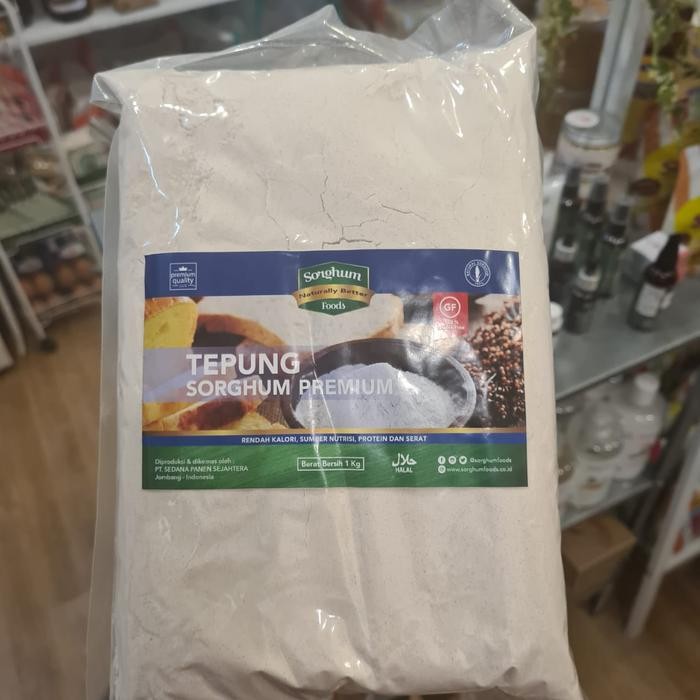 premium
quality
Sorghum
Naturally Better
Foods
GF
TEPUNG
SORGHUM PREMIUM
RENDAH KALORI, SUMBER NUTRISI, PROTEIN DAN SERAT
Diproduksi & dikemas oleh :
PT. SEDANA PANEN SEJAHTERA
Jombang - Indonesia
Berat Bersih 1 Kg
حلال
HALAL
@sorghumfoods
www.sorghumfoods.co.id